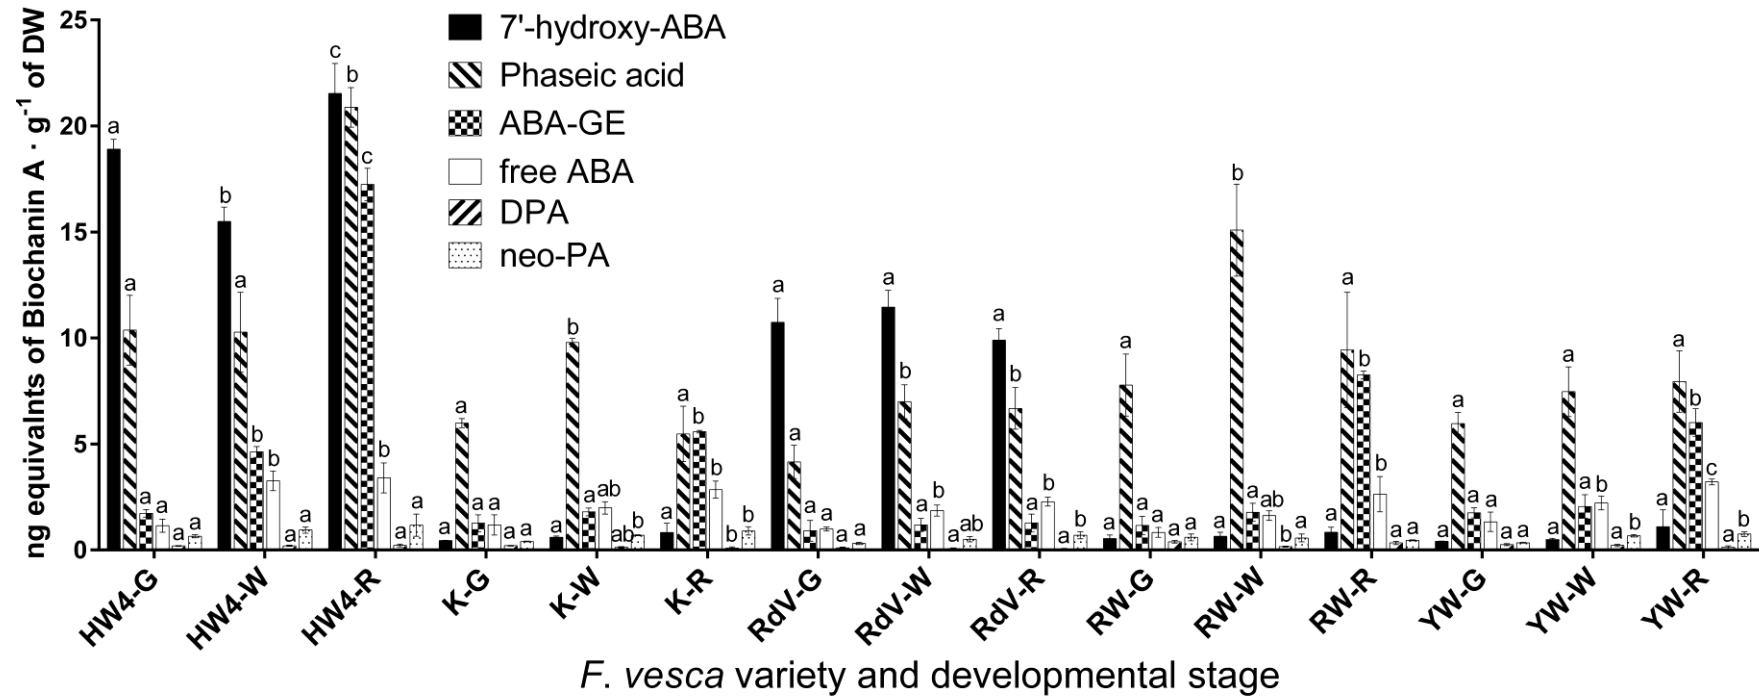 ng equivalnts of Biochanin A · g⁻¹ of DW
25
20
15
10
5
0
7'-hydroxy-ABA
Phaseic acid
ABA-GE
free ABA
DPA
neo-PA
a a a a a a
b a b b a a
c b c b a a
a a a a a a
a b a ab ab b
a a b b b b
a a a a a a
a b a b a ab
a b a b a b
a a a a a a
a b a ab b a
a a b b a a
a a a a a a
a a a b a b
a a b c a b
HW4-G
HW4-W
HW4-R
K-G
K-W
K-R
RdV-G
RdV-W
RdV-R
RW-G
RW-W
RW-R
YW-G
YW-W
YW-R
F. vesca variety and developmental stage